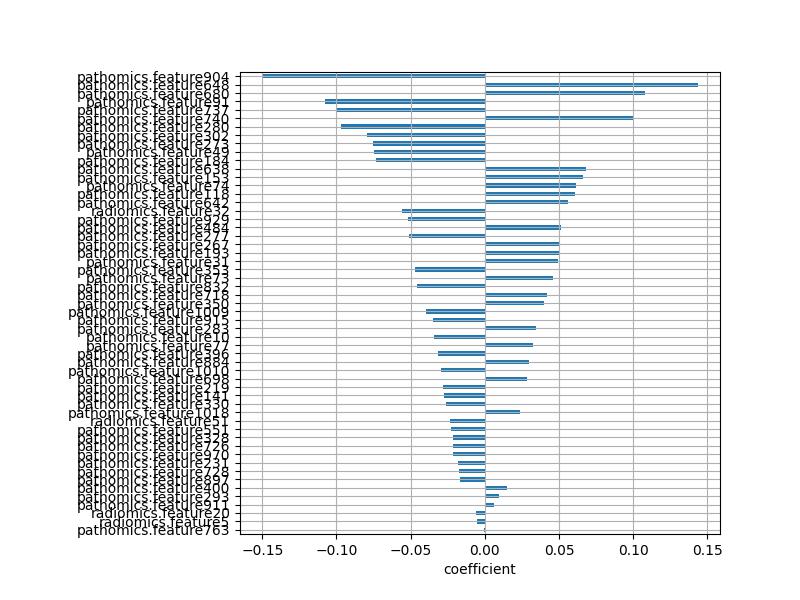 pathomics.feature904
pathomics.feature648
pathomics.feature680
pathomics.feature91
pathomics.feature737
pathomics.feature740
pathomics.feature280
pathomics.feature302
pathomics.feature273
pathomics.feature49
pathomics.feature184
pathomics.feature638
pathomics.feature153
pathomics.feature74
pathomics.feature118
pathomics.feature642
radiomics.feature32
pathomics.feature929
pathomics.feature484
pathomics.feature277
pathomics.feature267
pathomics.feature193
pathomics.feature31
pathomics.feature353
pathomics.feature73
pathomics.feature832
pathomics.feature718
pathomics.feature350
pathomics.feature1009
pathomics.feature915
pathomics.feature283
pathomics.feature10
pathomics.feature77
pathomics.feature396
pathomics.feature884
pathomics.feature1010
pathomics.feature698
pathomics.feature219
pathomics.feature141
pathomics.feature330
pathomics.feature1018
radiomics.feature51
pathomics.feature551
pathomics.feature328
pathomics.feature726
pathomics.feature970
pathomics.feature231
pathomics.feature728
pathomics.feature897
pathomics.feature400
pathomics.feature293
pathomics.feature911
radiomics.feature20
radiomics.feature5
pathomics.feature763
−0.15 −0.10 −0.05 0.00 0.05 0.10 0.15
coefficient